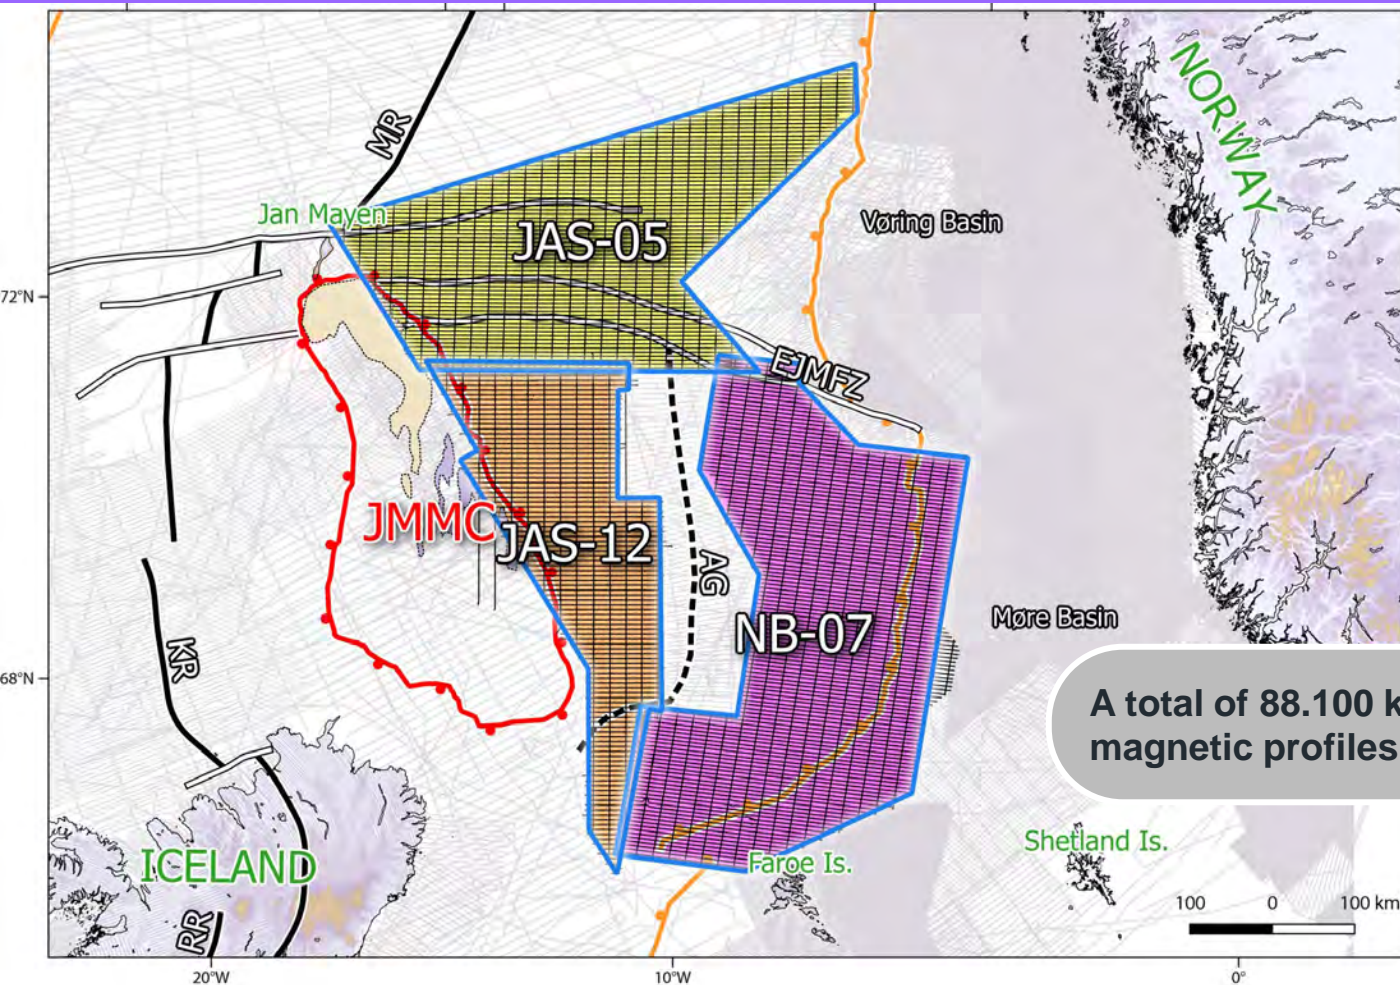 MR
NORWAY
Jan Mayen
Vøring Basin
JAS-05
72°N
EJMFZ
JMMC
JAS-12
AG
NB-07
Møre Basin
KR
68°N
A total of 88.100 k
magnetic profiles
Shetland Is.
ICELAND
Faroe Is.
RR
100 0 100 km
20°W 10°W 0°